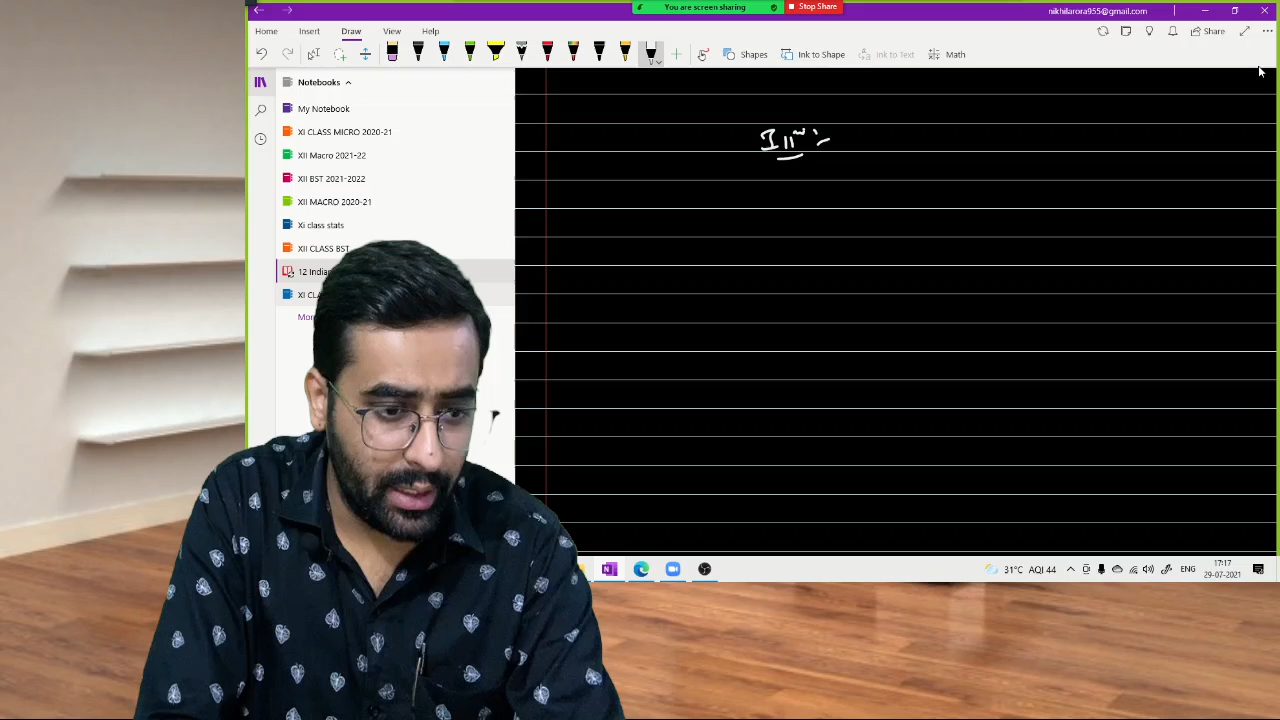 You are screen sharing
Stop Share
nikhilarora955@gmail.com
Home Insert Draw View Help
Share
Shapes Ink to Shape Ink to Text Math
Notebooks
My Notebook
XI CLASS MICRO 2020-21
XII Macro 2021-22
XII BST 2021-2022
XII MACRO 2020-21
Xi class stats
XII CLASS BST
12
XI
31°C AQI 44
ENG
17:17
29-07-2021